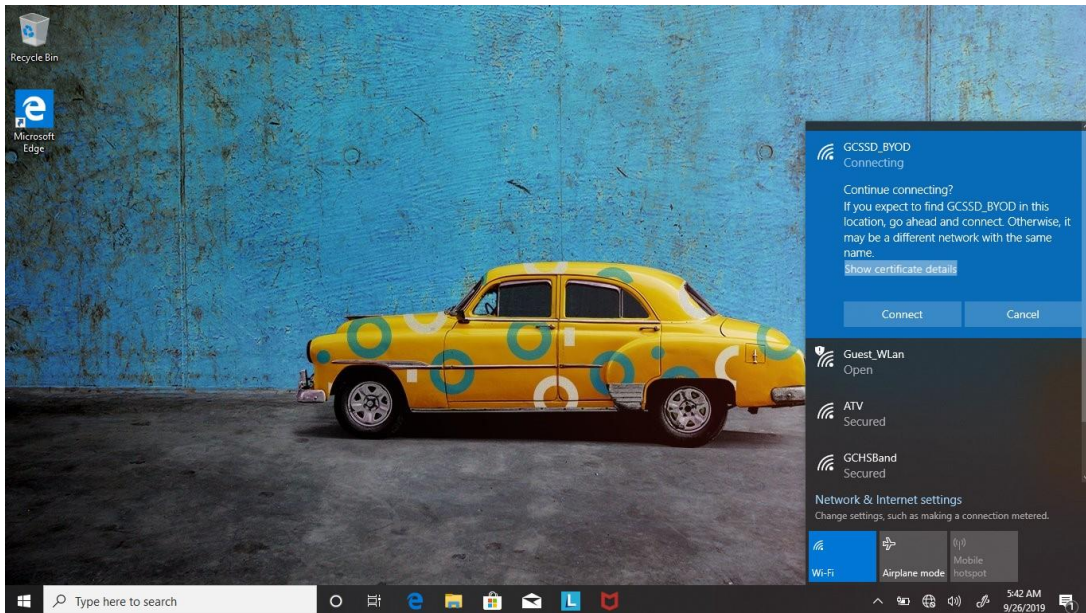 Recycle Bin
Microsoft
Edge
GCSSD_BYOD
Connecting
Continue connecting?
If you expect to find GCSSD_BYOD in this
location, go ahead and connect. Otherwise, it
may be a different network with the same
name.
Show certificate details
Connect Cancel
Guest_WLan
Open
ATV
Secured
GCHSBand
Secured
Network & Internet settings
Change settings, such as making a connection metered.
Wi-Fi
Airplane mode
Mobile
hotspot
Type here to search
L
5:42 AM
9/26/2019
1